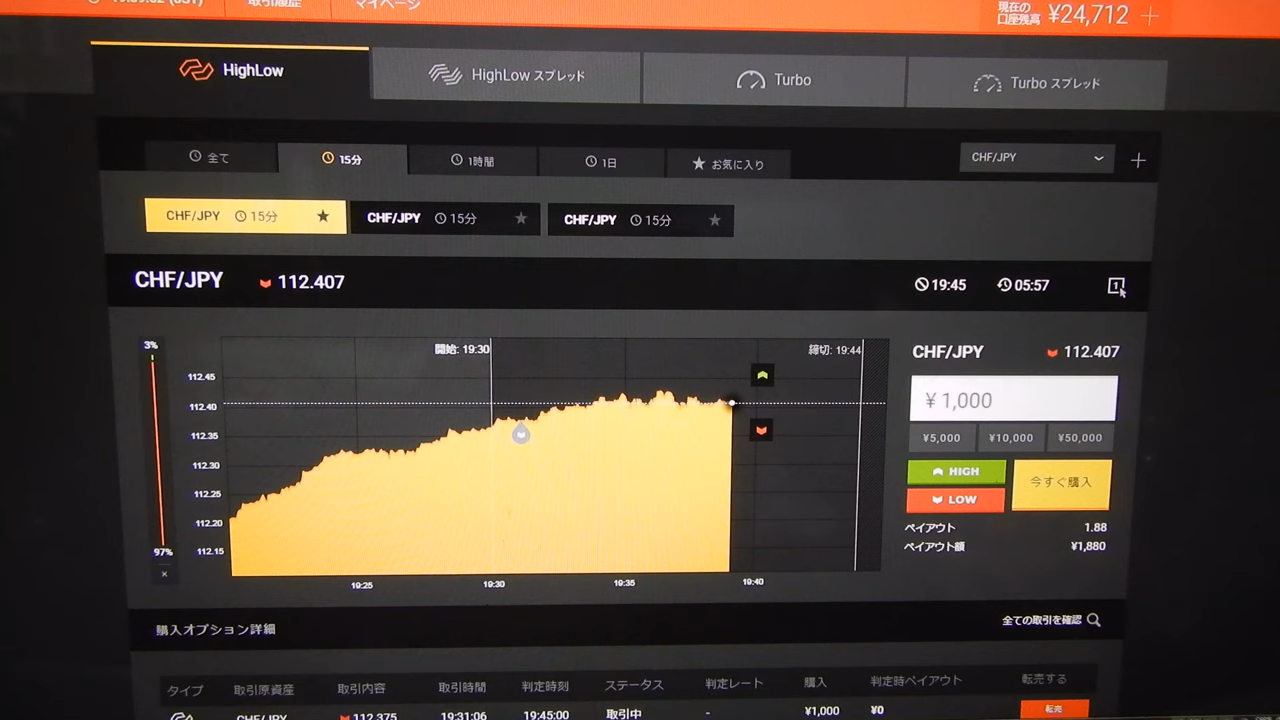 取引履歴
マイページ
現在の
口座残高 ¥24,712
HighLow
HighLow スプレッド
Turbo
Turbo スプレッド
全て
15分
1時間
1日
お気に入り
CHF/JPY
CHF/JPY 15分
CHF/JPY 15分
CHF/JPY 15分
CHF/JPY 112.407
19:45
05:57
1
3%
97%
×
開始: 19:30
締切: 19:44
112.45
112.40
112.35
112.30
112.25
112.20
112.15
19:25
19:30
19:35
19:40
CHF/JPY 112.407
¥ 1,000
¥5,000
¥10,000
¥50,000
HIGH
LOW
今すぐ購入
ペイアウト 1.88
ペイアウト額 ¥1,880
購入オプション詳細
全ての取引を確認
タイプ 取引原資産 取引内容 取引時間 判定時刻 ステータス 判定レート 購入 判定時ペイアウト 転売する
CHF/JPY 112.375 19:31:06 19:45:00 取引中 - ¥1,000 ¥0 転売